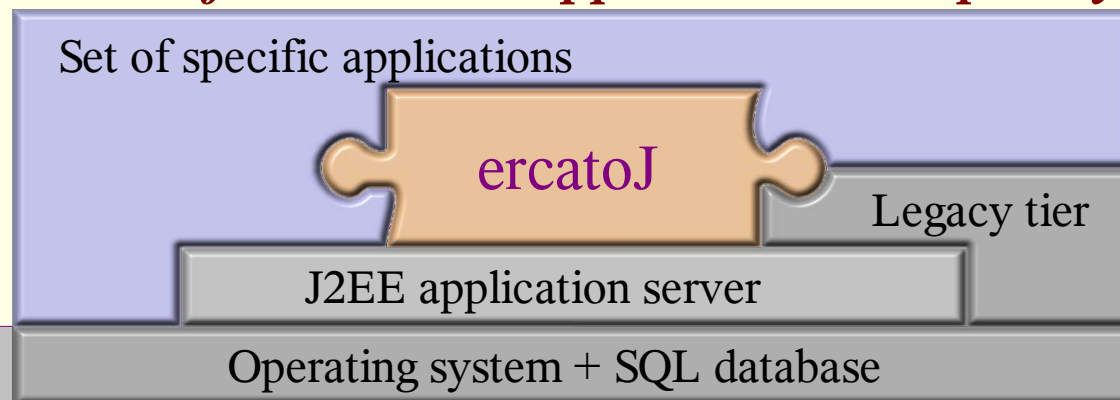 Set of specific applications
ercatoJ
Legacy tier
J2EE application server
Operating system + SQL database